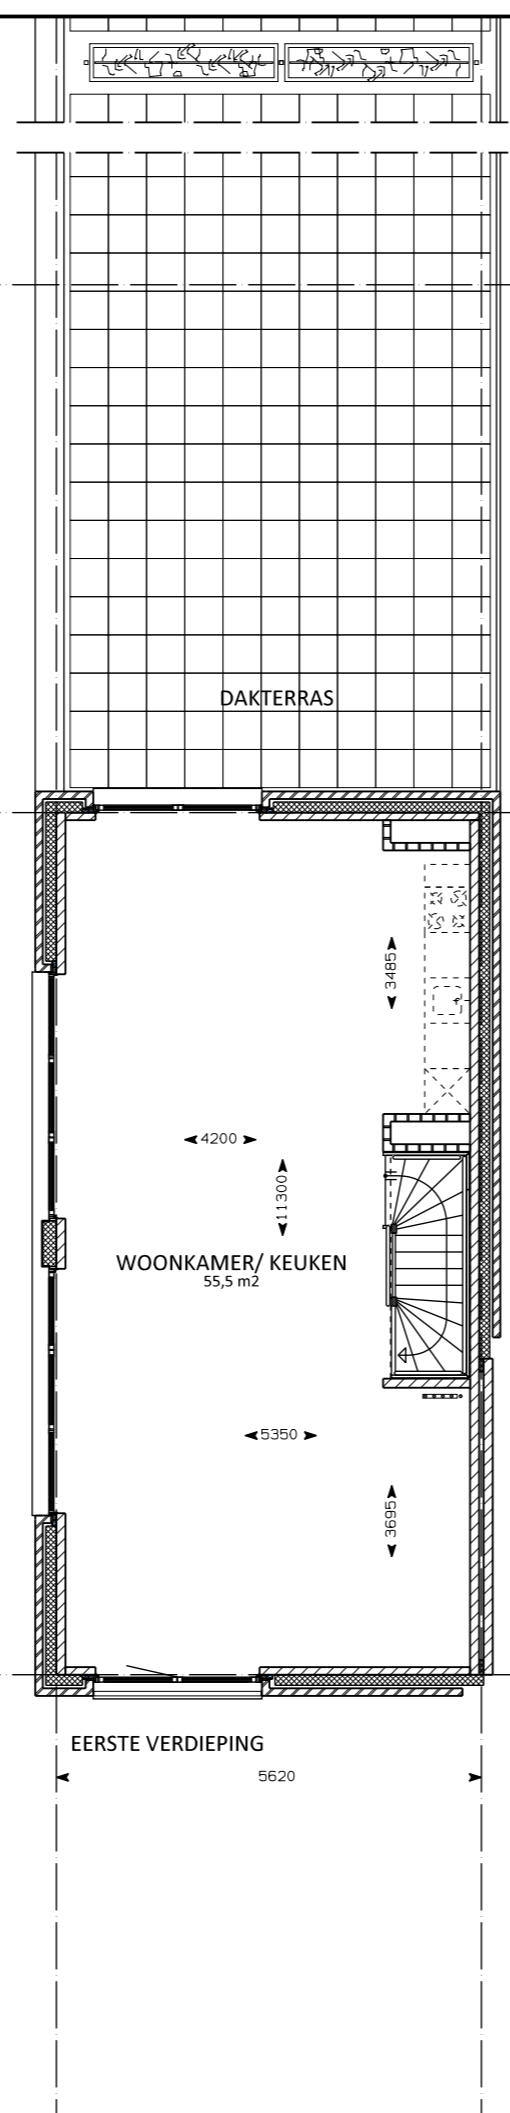 DAKTERRAS
3485
4200
11300
WOONKAMER/ KEUKEN
55,5 m2
5350
3695
EERSTE VERDIEPING
5620